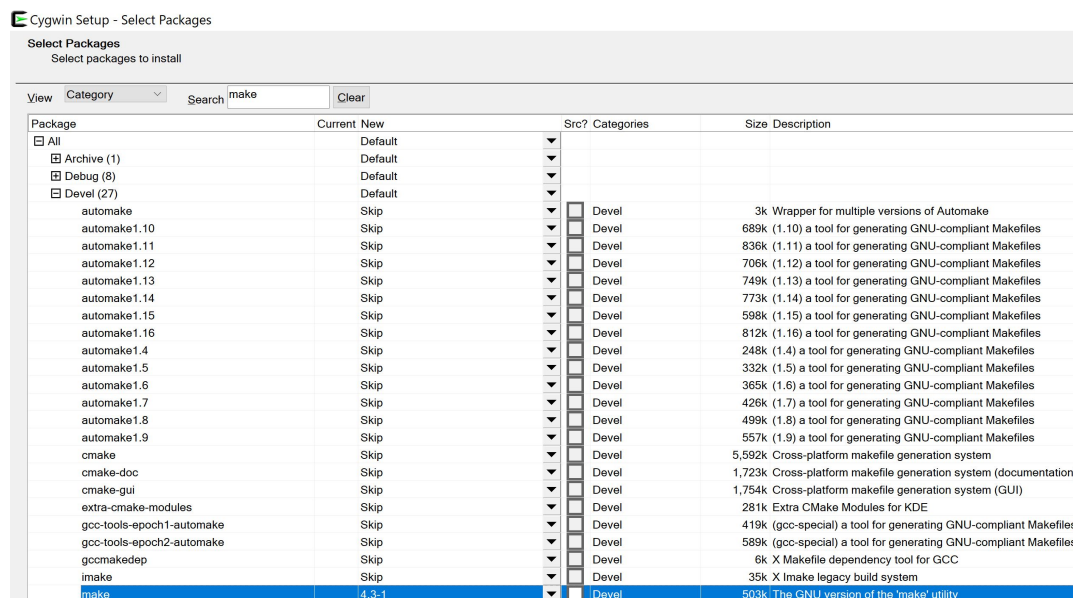 Cygwin Setup - Select Packages
Select Packages
Select packages to install
View Category Search make Clear
Package Current New Src? Categories Size Description
All Default
Archive (1) Default
Debug (8) Default
Devel (27) Default
automake Skip Devel 3k Wrapper for multiple versions of Automake
automake1.10 Skip Devel 689k (1.10) a tool for generating GNU-compliant Makefiles
automake1.11 Skip Devel 836k (1.11) a tool for generating GNU-compliant Makefiles
automake1.12 Skip Devel 706k (1.12) a tool for generating GNU-compliant Makefiles
automake1.13 Skip Devel 749k (1.13) a tool for generating GNU-compliant Makefiles
automake1.14 Skip Devel 773k (1.14) a tool for generating GNU-compliant Makefiles
automake1.15 Skip Devel 598k (1.15) a tool for generating GNU-compliant Makefiles
automake1.16 Skip Devel 812k (1.16) a tool for generating GNU-compliant Makefiles
automake1.4 Skip Devel 248k (1.4) a tool for generating GNU-compliant Makefiles
automake1.5 Skip Devel 332k (1.5) a tool for generating GNU-compliant Makefiles
automake1.6 Skip Devel 365k (1.6) a tool for generating GNU-compliant Makefiles
automake1.7 Skip Devel 426k (1.7) a tool for generating GNU-compliant Makefiles
automake1.8 Skip Devel 499k (1.8) a tool for generating GNU-compliant Makefiles
automake1.9 Skip Devel 557k (1.9) a tool for generating GNU-compliant Makefiles
cmake Skip Devel 5,592k Cross-platform makefile generation system
cmake-doc Skip Devel 1,723k Cross-platform makefile generation system (documentation
cmake-gui Skip Devel 1,754k Cross-platform makefile generation system (GUI)
extra-cmake-modules Skip Devel 281k Extra CMake Modules for KDE
gcc-tools-epoch1-automake Skip Devel 419k (gcc-special) a tool for generating GNU-compliant Makefiles
gcc-tools-epoch2-automake Skip Devel 589k (gcc-special) a tool for generating GNU-compliant Makefiles
gccmakedep Skip Devel 6k X Makefile dependency tool for GCC
imake Skip Devel 35k X Imake legacy build system
make 4.3-1 Devel 503k The GNU version of the 'make' utility